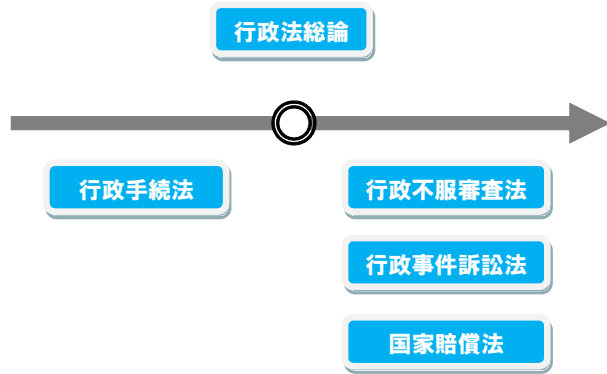 行政法総論
行政手続法
行政不服審査法
行政事件訴訟法
国家賠償法